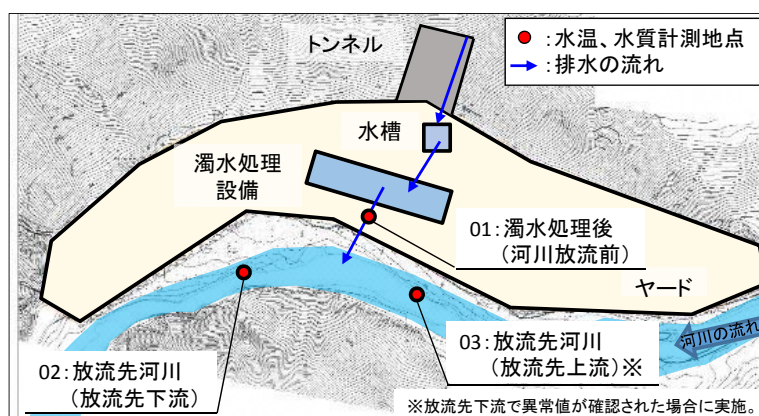 トンネル
●:水温、水質計測地点
→:排水の流れ
水槽
濁水処理
設備
01:濁水処理後
(河川放流前)
ヤード
河川の流れ
03:放流先河川
(放流先上流)※
02:放流先河川
(放流先下流)
※放流先下流で異常値が確認された場合に実施。